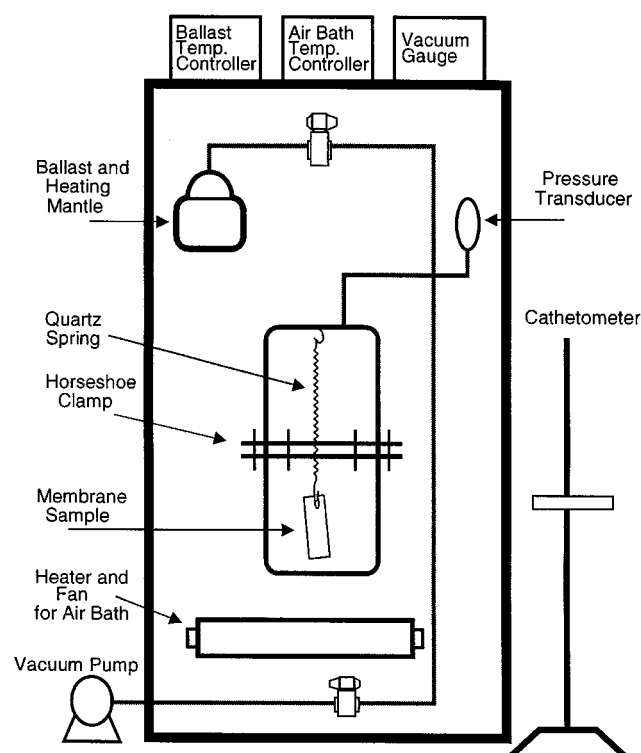 Ballast
Temp.
Controller
Air Bath
Temp.
Controller
Vacuum
Gauge
Ballast and
Heating
Mantle
Pressure
Transducer
Quartz
Spring
Cathetometer
Horseshoe
Clamp
Membrane
Sample
Heater and
Fan
for Air Bath
Vacuum Pump